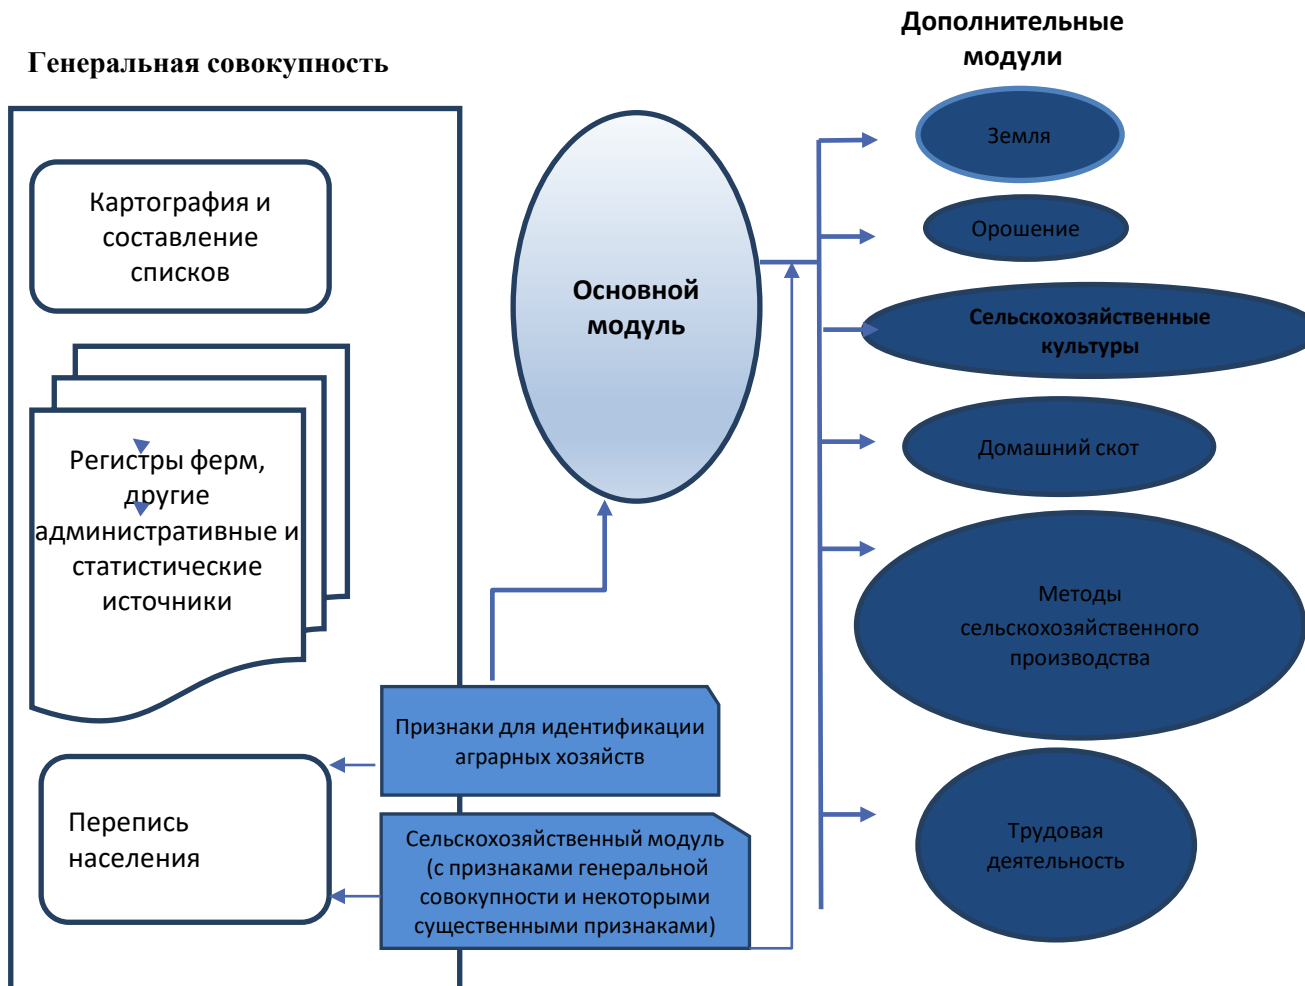 Генеральная совокупность
Картография и
составление
списков
Регистры ферм,
другие
административные и
статистические
источники
Перепись
населения
Признаки для идентификации
аграрных хозяйств
Сельскохозяйственный модуль
(с признаками генеральной
совокупности и некоторыми
существенными признаками)
Основной
модуль
Дополнительные
модули
Земля
Орошение
Сельскохозяйственные
культуры
Домашний скот
Методы
сельскохозяйственного
производства
Трудовая
деятельность